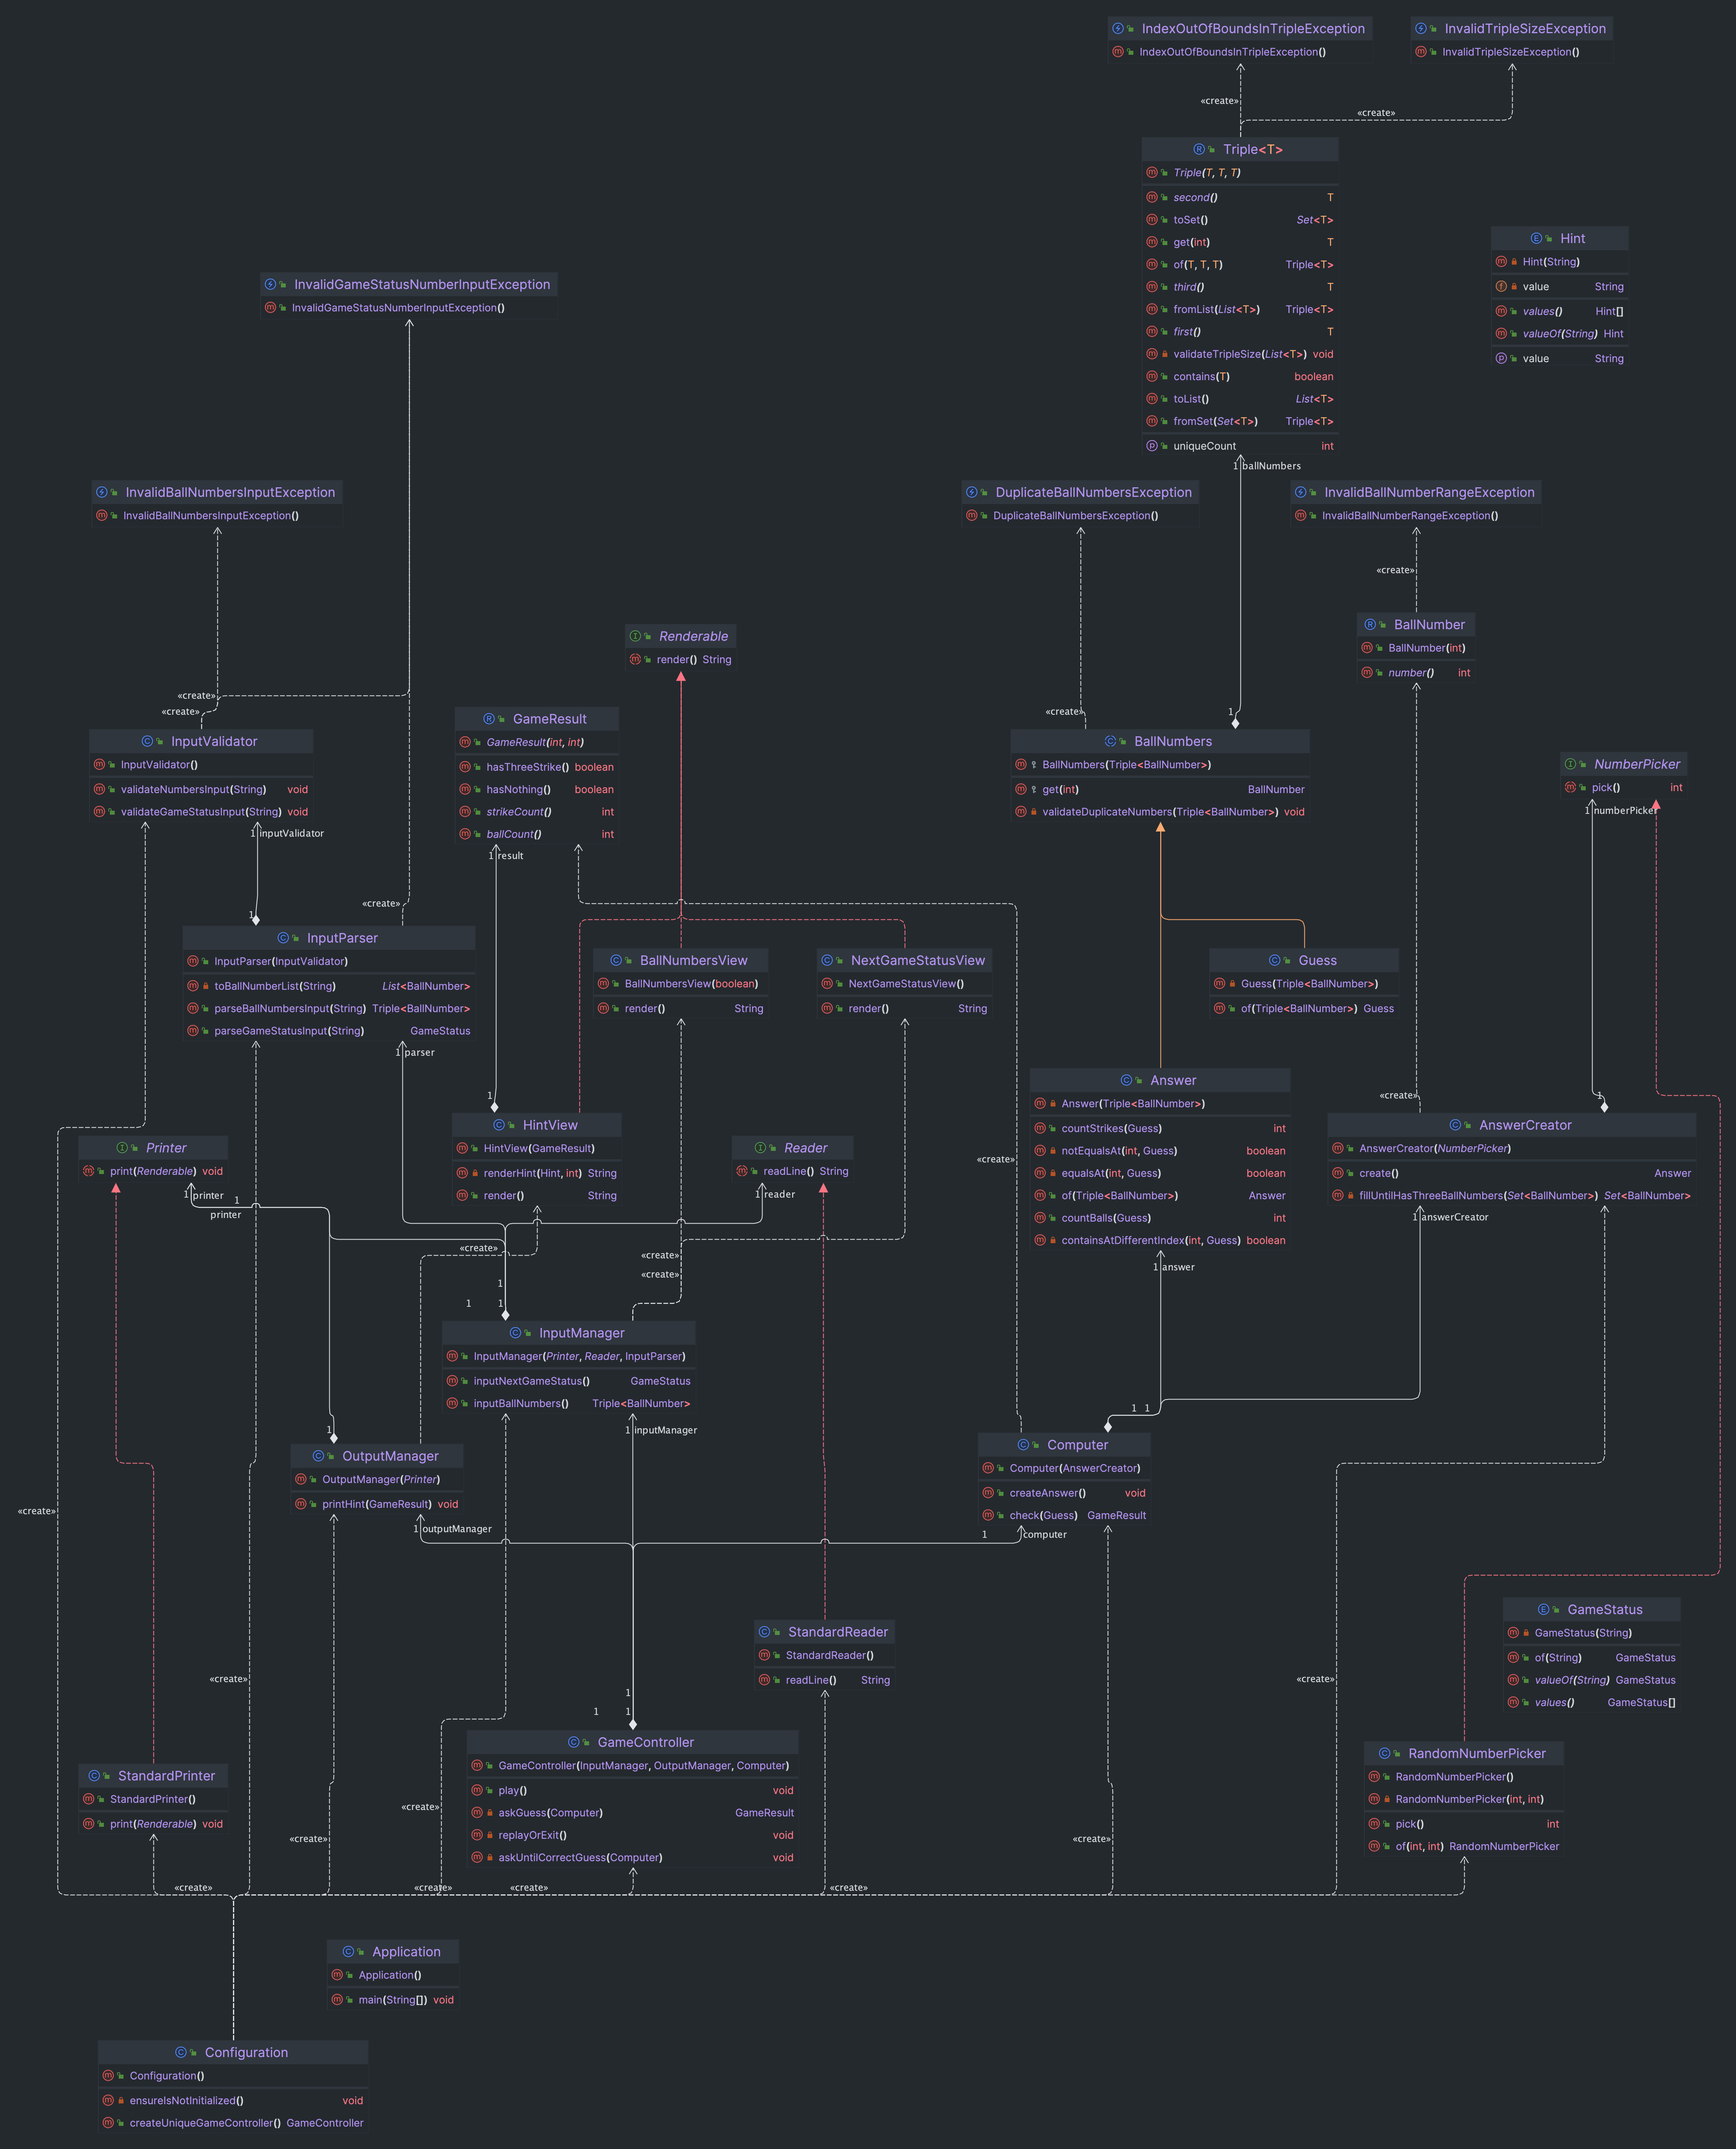 IndexOutOfBoundsInTripleException
IndexOutOfBoundsInTripleException()
InvalidTripleSizeException
InvalidTripleSizeException()
«create»
«create»
Triple<T>
Triple(T, T, T)
second() T
toSet() Set<T>
get(int) T
of(T, T, T) Triple<T>
third() T
fromList(List<T>) Triple<T>
first() T
validateTripleSize(List<T>) void
contains(T) boolean
toList() List<T>
fromSet(Set<T>) Triple<T>
uniqueCount int
1 ballNumbers
Hint
Hint(String)
value String
values() Hint[]
valueOf(String) Hint
value String
InvalidGameStatusNumberInputException
InvalidGameStatusNumberInputException()
InvalidBallNumbersInputException
InvalidBallNumbersInputException()
DuplicateBallNumbersException
DuplicateBallNumbersException()
InvalidBallNumberRangeException
InvalidBallNumberRangeException()
«create»
BallNumber
BallNumber(int)
number() int
Renderable
render() String
«create»
«create»
InputValidator
InputValidator()
validateNumbersInput(String) void
validateGameStatusInput(String) void
1 inputValidator
GameResult
GameResult(int, int)
hasThreeStrike() boolean
hasNothing() boolean
strikeCount() int
ballCount() int
1 result
«create»
1
BallNumbers
BallNumbers(Triple<BallNumber>)
get(int) BallNumber
validateDuplicateNumbers(Triple<BallNumber>) void
NumberPicker
pick() int
1 numberPicker
«create»
1
InputParser
InputParser(InputValidator)
toBallNumberList(String) List<BallNumber>
parseBallNumbersInput(String) Triple<BallNumber>
parseGameStatusInput(String) GameStatus
1 parser
BallNumbersView
BallNumbersView(boolean)
render() String
NextGameStatusView
NextGameStatusView()
render() String
Guess
Guess(Triple<BallNumber>)
of(Triple<BallNumber>) Guess
Answer
Answer(Triple<BallNumber>)
countStrikes(Guess) int
notEqualsAt(int, Guess) boolean
equalsAt(int, Guess) boolean
of(Triple<BallNumber>) Answer
countBalls(Guess) int
containsAtDifferentIndex(int, Guess) boolean
1 answer
«create»
1
AnswerCreator
AnswerCreator(NumberPicker)
create() Answer
fillUntilHasThreeBallNumbers(Set<BallNumber>) Set<BallNumber>
1 answerCreator
1
HintView
HintView(GameResult)
renderHint(Hint, int) String
render() String
Printer
print(Renderable) void
1 printer
1
printer
Reader
readLine() String
1 reader
«create»
«create»
«create»
«create»
1
1
1
InputManager
InputManager(Printer, Reader, InputParser)
inputNextGameStatus() GameStatus
inputBallNumbers() Triple<BallNumber>
1 inputManager
1
OutputManager
OutputManager(Printer)
printHint(GameResult) void
1 outputManager
1 1
Computer
Computer(AnswerCreator)
createAnswer() void
check(Guess) GameResult
1 computer
«create»
StandardReader
StandardReader()
readLine() String
GameStatus
GameStatus(String)
of(String) GameStatus
valueOf(String) GameStatus
values() GameStatus[]
«create»
«create»
1
1
1
GameController
GameController(InputManager, OutputManager, Computer)
play() void
askGuess(Computer) GameResult
replayOrExit() void
askUntilCorrectGuess(Computer) void
StandardPrinter
StandardPrinter()
print(Renderable) void
RandomNumberPicker
RandomNumberPicker()
RandomNumberPicker(int, int)
pick() int
of(int, int) RandomNumberPicker
«create»
«create»
«create»
«create»
«create»
«create»
«create»
Application
Application()
main(String[]) void
Configuration
Configuration()
ensureIsNotInitialized() void
createUniqueGameController() GameController